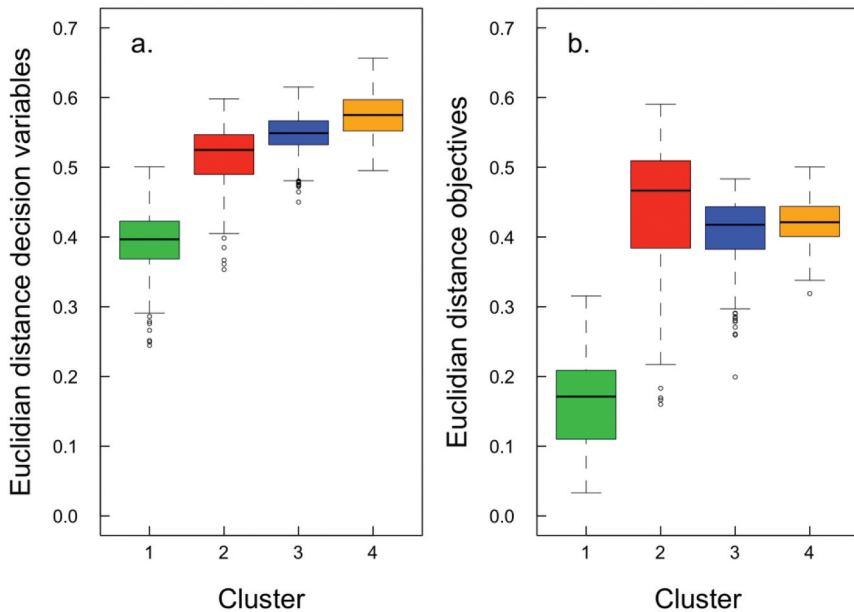 a.
Euclidian distance decision variables
0.7
0.6
0.5
0.4
0.3
0.2
0.1
0.0
1 2 3 4
Cluster
b.
Euclidian distance objectives
0.7
0.6
0.5
0.4
0.3
0.2
0.1
0.0
1 2 3 4
Cluster